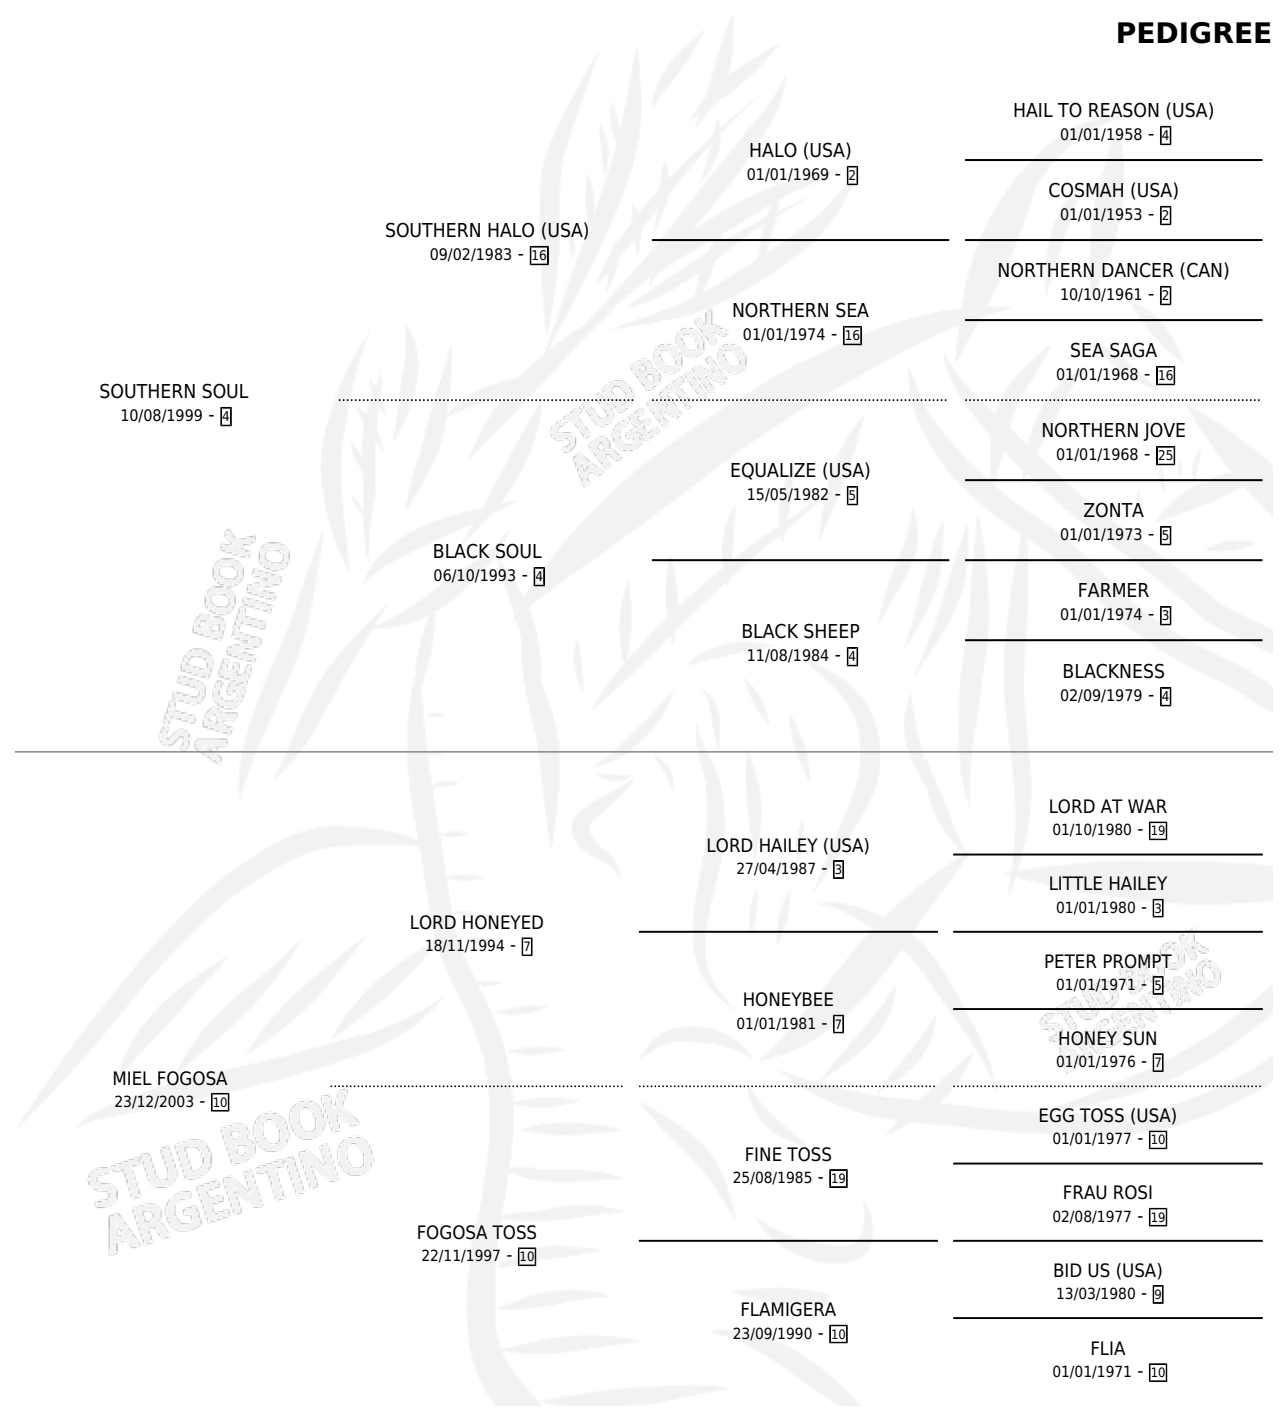 PEDIGREE
HAIL TO REASON (USA)
01/01/1958 - 4
HALO (USA)
01/01/1969 - 2
COSMAH (USA)
01/01/1953 - 2
SOUTHERN HALO (USA)
09/02/1983 - 16
NORTHERN DANCER (CAN)
10/10/1961 - 2
NORTHERN SEA
01/01/1974 - 16
SEA SAGA
01/01/1968 - 16
SOUTHERN SOUL
10/08/1999 - 4
NORTHERN JOVE
01/01/1968 - 25
EQUALIZE (USA)
15/05/1982 - 5
ZONTA
01/01/1973 - 5
BLACK SOUL
06/10/1993 - 4
FARMER
01/01/1974 - 3
BLACK SHEEP
11/08/1984 - 4
BLACKNESS
02/09/1979 - 4
LORD AT WAR
01/10/1980 - 19
LORD HAILEY (USA)
27/04/1987 - 3
LITTLE HAILEY
01/01/1980 - 3
LORD HONEYED
18/11/1994 - 7
PETER PROMPT
01/01/1971 - 5
HONEYBEE
01/01/1981 - 7
HONEY SUN
01/01/1976 - 7
MIEL FOGOSA
23/12/2003 - 10
EGG TOSS (USA)
01/01/1977 - 10
FINE TOSS
25/08/1985 - 19
FRAU ROSI
02/08/1977 - 19
FOGOSA TOSS
22/11/1997 - 10
BID US (USA)
13/03/1980 - 9
FLAMIGERA
23/09/1990 - 10
FLIA
01/01/1971 - 10
STUD BOOK
ARGENTINO
STUD BOOK
ARGENTINO
STUD BOOK
ARGENTINO
STUD BOOK
ARGENTINO